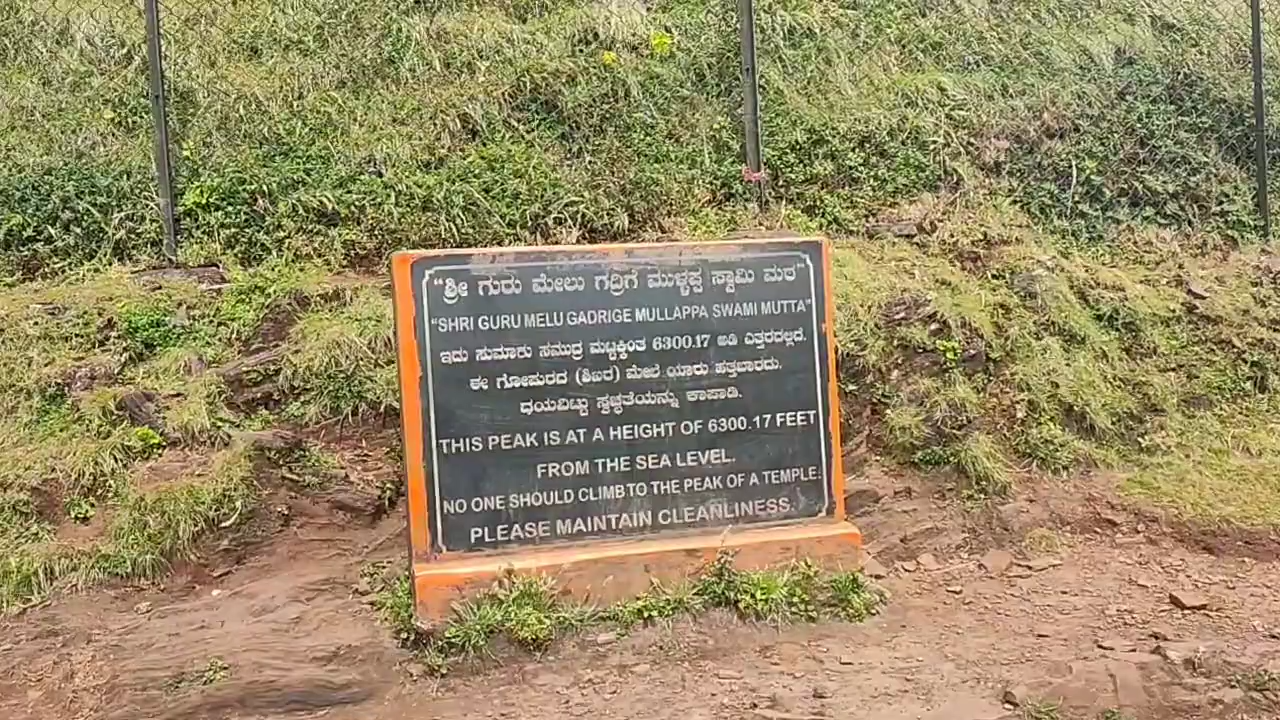 “ಶ್ರೀ ಗುರು ಮೇಲು ಗದ್ರಿಗೆ ಮುಳ್ಳಪ್ಪ ಸ್ವಾಮಿ ಮಠ”
“SHRI GURU MELU GADRIGE MULLAPPA SWAMI MUTTA”
ಇದು ಸುಮಾರು ಸಮುದ್ರ ಮಟ್ಟಕ್ಕಿಂತ 6300.17 ಅಡಿ ಎತ್ತರದಲ್ಲಿದೆ.
ಈ ಗೋಪುರದ (ಶಿಖರ) ಮೇಲೆ ಯಾರು ಹತ್ತಬಾರದು.
ಧಯವಿಟ್ಟು ಸ್ವಚ್ಛತೆಯನ್ನು ಕಾಪಾಡಿ.
THIS PEAK IS AT A HEIGHT OF 6300.17 FEET
FROM THE SEA LEVEL.
NO ONE SHOULD CLIMB TO THE PEAK OF A TEMPLE.
PLEASE MAINTAIN CLEANLINESS.